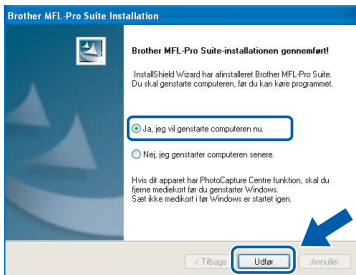 Brother MFL-Pro Suite Installation
Brother MFL-Pro Suite-installationen gennemført!
InstallShield Wizard har afinstalleret Brother MFL-Pro Suite.
Du skal genstarte computeren, før du kan køre programmet.
Ja, jeg vil genstarte computeren nu.
Nej, jeg genstarter computeren senere.
Hvis dit apparat har PhotoCapture Centre funktion, skal du
fjerne mediekort før du genstarter Windows.
Sæt ikke medikort i før Windows er startet igen.
< Tilbage Udfør Annuller